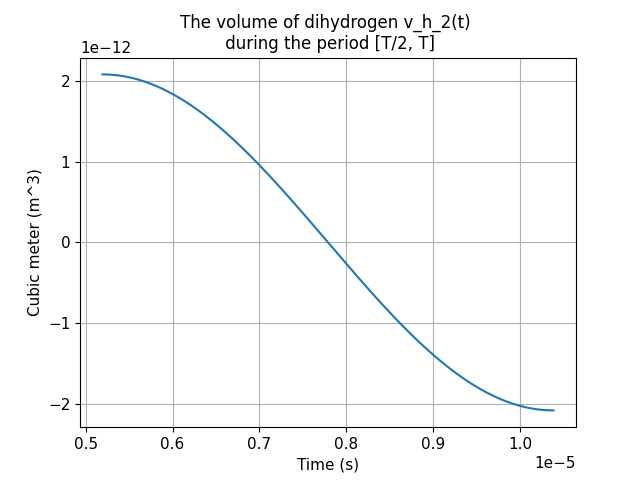 The volume of dihydrogen v_h_2(t)
during the period [T/2, T]
1e−12
2
1
0
−1
−2
Cubic meter (m^3)
0.5 0.6 0.7 0.8 0.9 1.0
1e−5
Time (s)